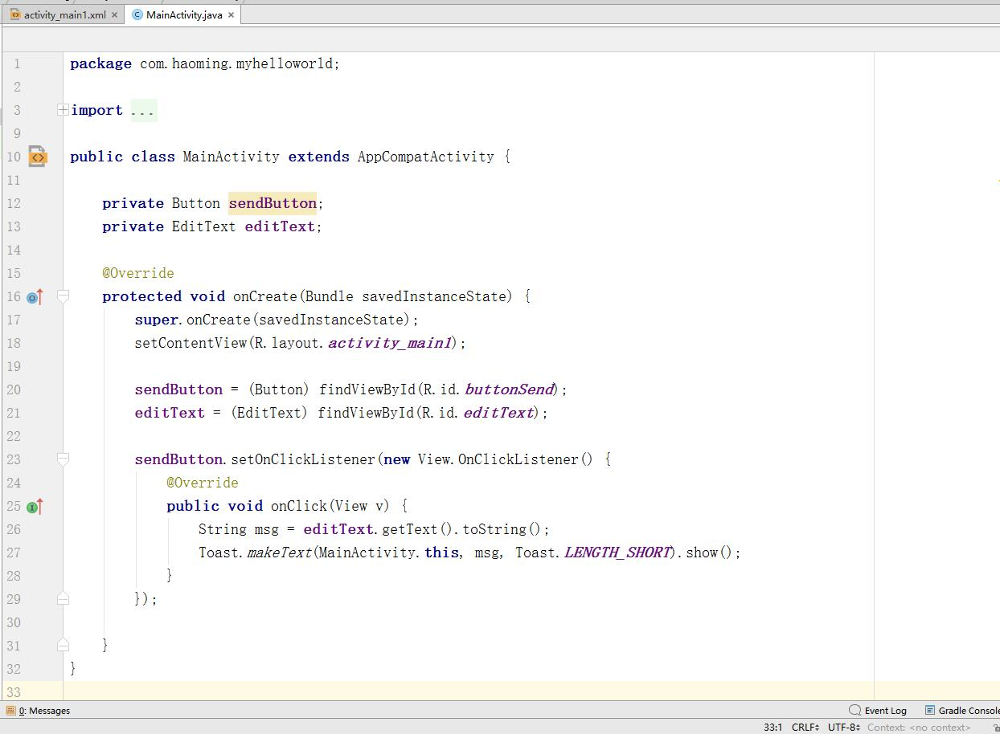 activity_main1.xml
MainActivity.java
1 package com.haoming.myhelloworld;
2
3 import ...
9
10 public class MainActivity extends AppCompatActivity {
11
12 private Button sendButton;
13 private EditText editText;
14
15 @Override
16 protected void onCreate(Bundle savedInstanceState) {
17 super.onCreate(savedInstanceState);
18 setContentView(R.layout.activity_main1);
19
20 sendButton = (Button) findViewById(R.id.buttonSend);
21 editText = (EditText) findViewById(R.id.editText);
22
23 sendButton.setOnClickListener(new View.OnClickListener() {
24 @Override
25 public void onClick(View v) {
26 String msg = editText.getText().toString();
27 Toast.makeText(MainActivity.this, msg, Toast.LENGTH_SHORT).show();
28 }
29 });
30
31 }
32 }
33
0: Messages
Event Log
Gradle Console
33:1 CRLF UTF-8 Context: <no context>